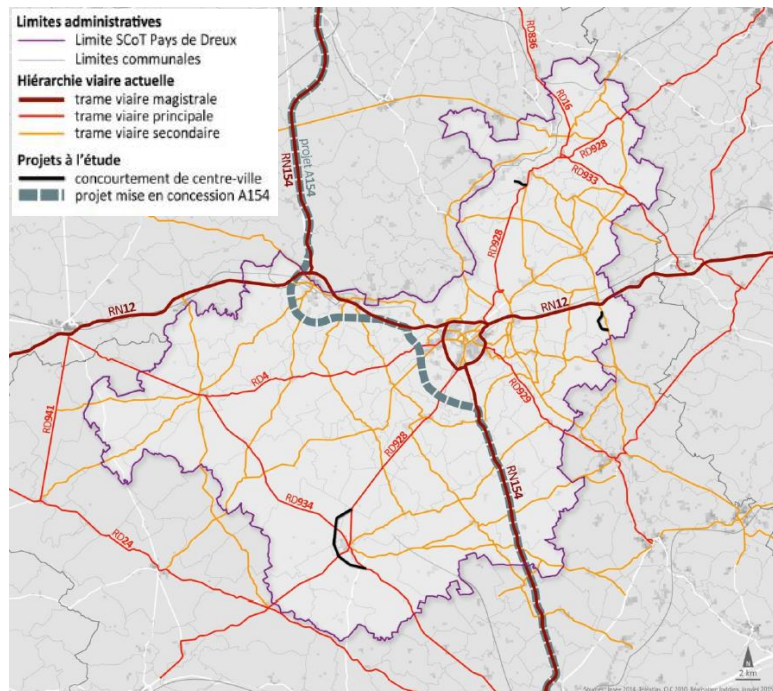 Limites administratives
Limite SCoT Pays de Dreux
Limites communales
Hiérarchie viaire actuelle
trame viaire magistrale
trame viaire principale
trame viaire secondaire
Projets à l'étude
concourtement de centre-ville
projet mise en concession A154
RD836
RD16
RD928
RD933
projet A154
RN154
RD928
RN12
RN12
RD4
RD929
RD941
RD928
RN154
RD934
RD24
N
2 km